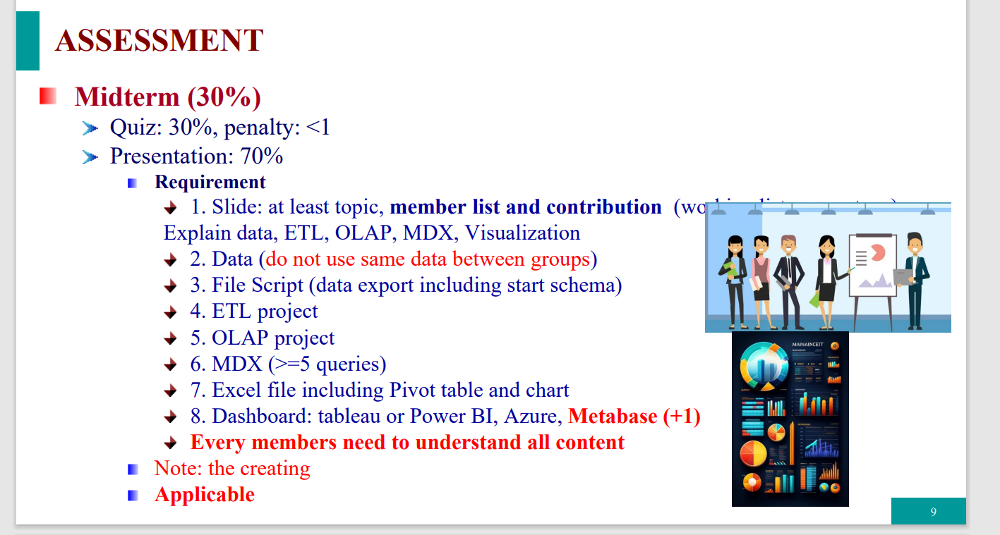 ASSESSMENT
Midterm (30%)
Quiz: 30%, penalty: <1
Presentation: 70%
Requirement
1. Slide: at least topic, member list and contribution (wo
Explain data, ETL, OLAP, MDX, Visualization
2. Data (do not use same data between groups)
3. File Script (data export including start schema)
4. ETL project
5. OLAP project
6. MDX (>=5 queries)
7. Excel file including Pivot table and chart
8. Dashboard: tableau or Power BI, Azure, Metabase (+1)
Every members need to understand all content
Note: the creating
Applicable
MAINAINCEIT
9